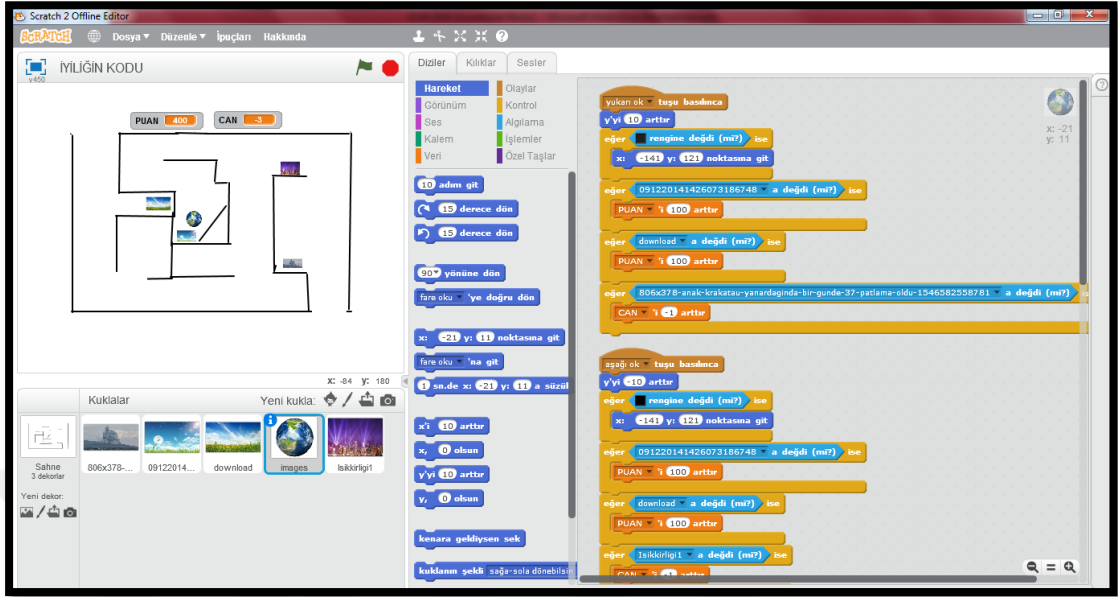 Scratch 2 Offline Editor
SCRATCH Dosya Düzenle İpuçları Hakkında
v450
İYİLİĞİN KODU
PUAN 400 CAN -3
X: -84 y: 180
Kuklalar Yeni kukla:
Sahne
3 dekorlar
Yeni dekor:
806x378-... 09122014... download images Isikkirligi1
Diziler Kılıklar Sesler
Hareket Olaylar
Görünüm Kontrol
Ses Algılama
Kalem İşlemler
Veri Özel Taşlar
10 adım git
15 derece dön
15 derece dön
90 yönüne dön
fare oku 'ye doğru dön
x: -21 y: 11 noktasına git
fare oku 'na git
1 sn.de x: -21 y: 11 a süzül
x'i 10 arttır
x, 0 olsun
y'yi 10 arttır
y, 0 olsun
kenara geldiysen sek
kuklanın şekli sağa-sola dönebilsin
yukarı ok tuşu basılınca
y'yi 10 arttır
eğer rengine değdi (mi?) ise
x: -141 y: 121 noktasına git
eğer 091220141426073186748 a değdi (mi?) ise
PUAN 'i 100 arttır
eğer download a değdi (mi?) ise
PUAN 'i 100 arttır
eğer 806x378-anak-krakatau-yanardaginda-bir-gunde-37-patlama-oldu-1546582558781 a değdi (mi?)
CAN 'i -1 arttır
aşağı ok tuşu basılınca
y'yi -10 arttır
eğer rengine değdi (mi?) ise
x: -141 y: 121 noktasına git
eğer 091220141426073186748 a değdi (mi?) ise
PUAN 'i 100 arttır
eğer download a değdi (mi?) ise
PUAN 'i 100 arttır
eğer Isikkirligi1 a değdi (mi?) ise
CAN 'i -1 arttır
x: -21
y: 11